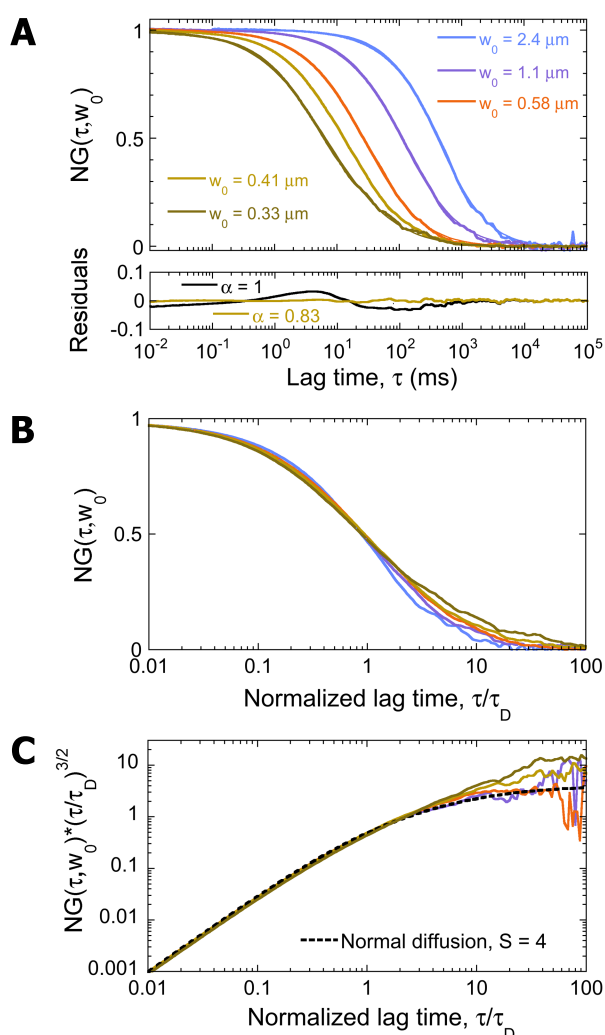 A
NG(τ,w₀)
1
0.5
0
w₀ = 2.4 μm
w₀ = 1.1 μm
w₀ = 0.58 μm
w₀ = 0.41 μm
w₀ = 0.33 μm
Residuals
0.1
0
-0.1
α = 1
α = 0.83
10⁻² 10⁻¹ 10⁰ 10¹ 10² 10³ 10⁴ 10⁵
Lag time, τ (ms)
B
NG(τ,w₀)
1
0.5
0
0.01 0.1 1 10 100
Normalized lag time, τ/τ_D
C
NG(τ,w₀)*(τ/τ_D)^3/2
10
1
0.1
0.01
0.001
Normal diffusion, S = 4
0.01 0.1 1 10 100
Normalized lag time, τ/τ_D